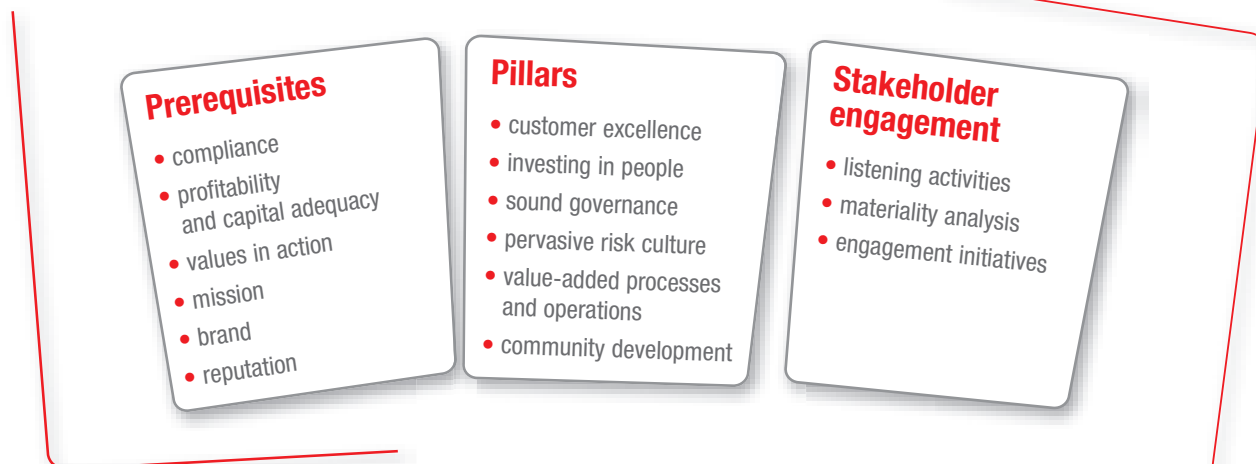 Prerequisites
• compliance
• profitability
and capital adequacy
• values in action
• mission
• brand
• reputation
Pillars
• customer excellence
• investing in people
• sound governance
• pervasive risk culture
• value-added processes
and operations
• community development
Stakeholder
engagement
• listening activities
• materiality analysis
• engagement initiatives